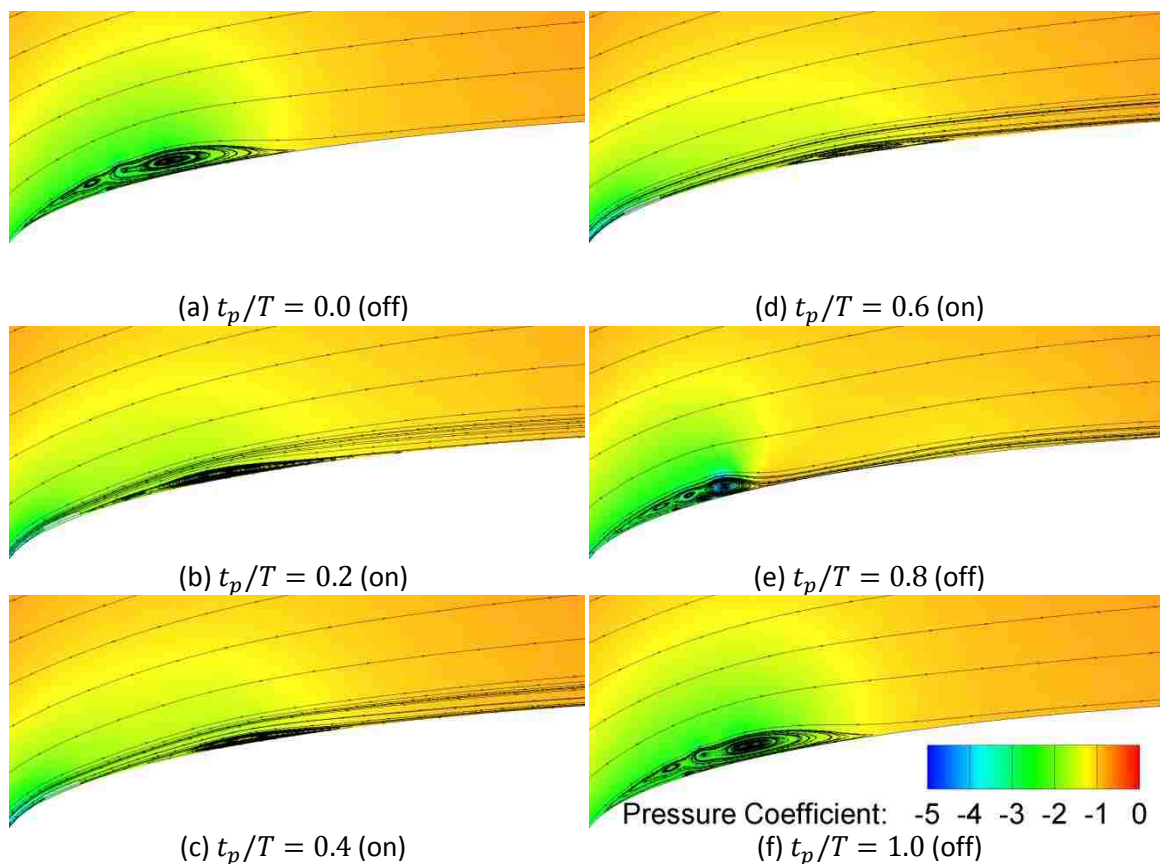 (a) t_p/T = 0.0 (off)
(d) t_p/T = 0.6 (on)
(b) t_p/T = 0.2 (on)
(e) t_p/T = 0.8 (off)
Pressure Coefficient: -5 -4 -3 -2 -1 0
(c) t_p/T = 0.4 (on)
(f) t_p/T = 1.0 (off)